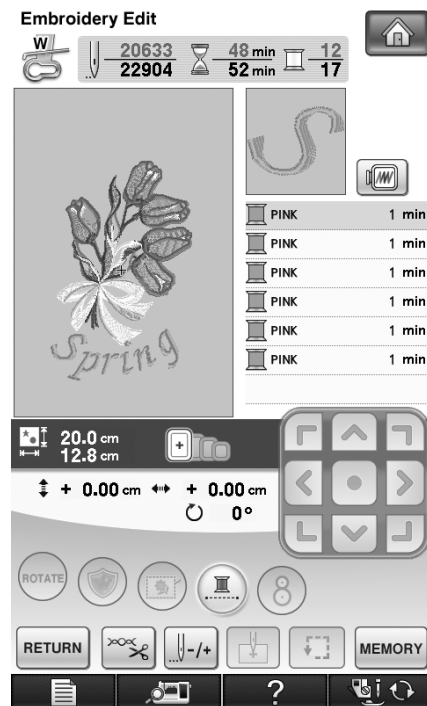 Embroidery Edit
W
20633 48 min 12
22904 52 min 17
PINK 1 min
PINK 1 min
PINK 1 min
PINK 1 min
PINK 1 min
PINK 1 min
Spring
20.0 cm
12.8 cm
+ 0.00 cm + 0.00 cm
0°
ROTATE
RETURN -/+ MEMORY
?